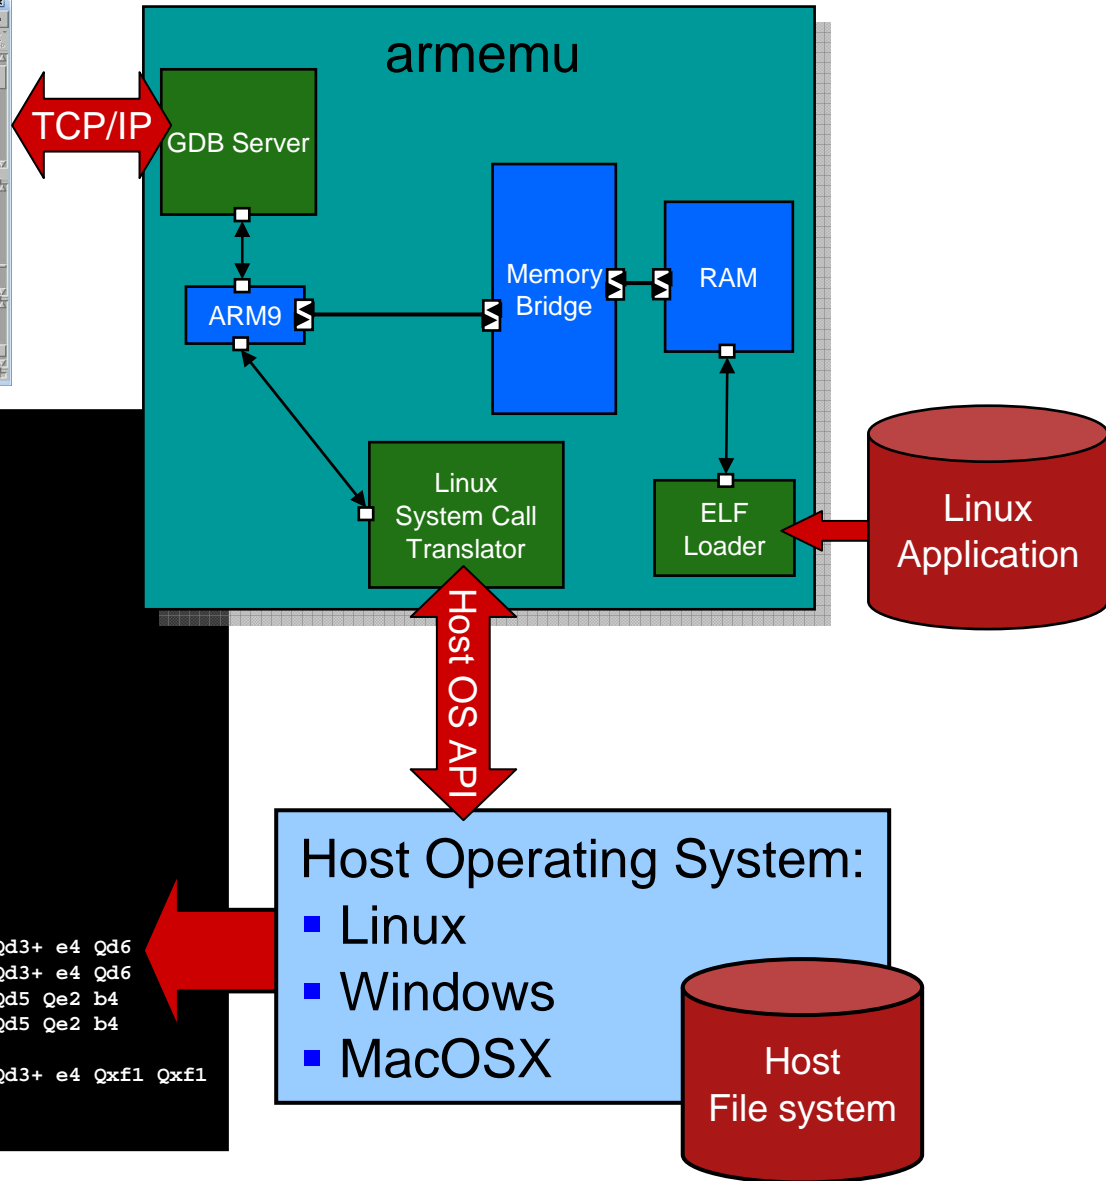 armemu
TCP/IP
GDB Server
Memory
Bridge
RAM
ARM9
Linux
System Call
Translator
ELF
Loader
Linux
Application
Host OS API
Host Operating System:
Linux
Windows
MacOSX
Host
File system
Qd3+ e4 Qd6
Qd3+ e4 Qd6
Qd5 Qe2 b4
Qd5 Qe2 b4
Qd3+ e4 Qxf1 Qxf1